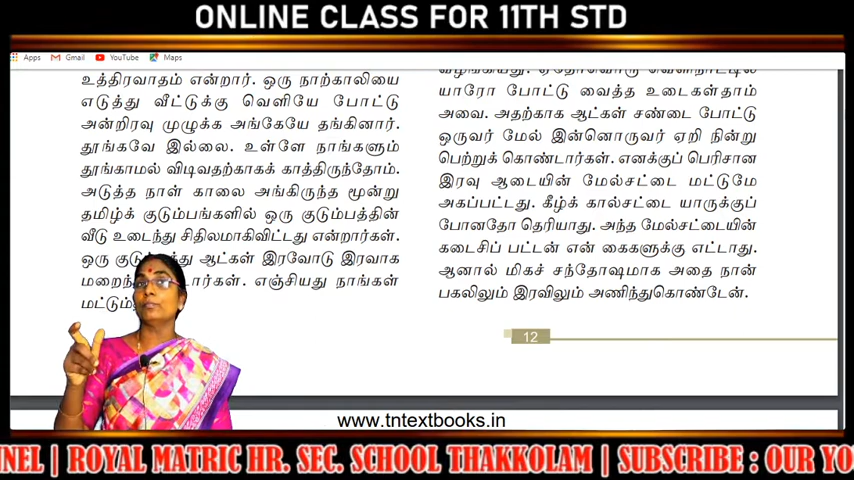 ONLINE CLASS FOR 11TH STD
Apps Gmail YouTube Maps
உத்திரவாதம் என்றார். ஒரு நாற்காலியை
எடுத்து வீட்டுக்கு வெளியே போட்டு
அன்றிரவு முழுக்க அங்கேயே தங்கினார்.
தூங்கவே இல்லை. உள்ளே நாங்களும்
தூங்காமல் விடிவதற்காகக் காத்திருந்தோம்.
அடுத்த நாள் காலை அங்கிருந்த மூன்று
தமிழ்க் குடும்பங்களில் ஒரு குடும்பத்தின்
வீடு உடைந்து சிதிலமாகிவிட்டது என்றார்கள்.
ஒரு ஆட்கள் இரவோடு இரவாக
எஞ்சியது நாங்கள்
யாரோ போட்டு வைத்த உடைகள்தாம்
அவை. அதற்காக ஆட்கள் சண்டை போட்டு
ஒருவர் மேல் இன்னொருவர் ஏறி நின்று
பெற்றுக் கொண்டார்கள். எனக்குப் பெரிசான
இரவு ஆடையின் மேல்சட்டை மட்டுமே
அகப்பட்டது. கீழ்க் கால்சட்டை யாருக்குப்
போனதோ தெரியாது. அந்த மேல்சட்டையின்
கடைசிப் பட்டன் என் கைகளுக்கு எட்டாது.
ஆனால் மிகச் சந்தோஷமாக அதை நான்
பகலிலும் இரவிலும் அணிந்துகொண்டேன்.
12
www.tntextbooks.in
NNEL | ROYAL MATRIC HR. SEC. SCHOOL THAKKOLAM | SUBSCRIBE : OUR YO